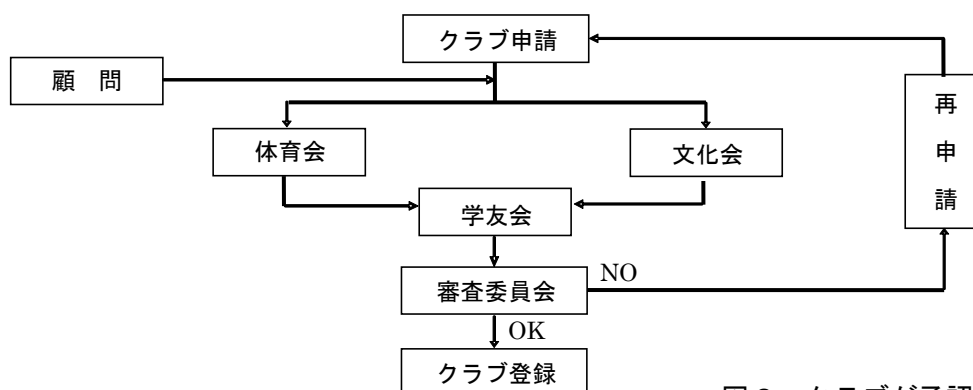 クラブ申請
顧 問
再申請
体育会
文化会
学友会
審査委員会
NO
OK
クラブ登録